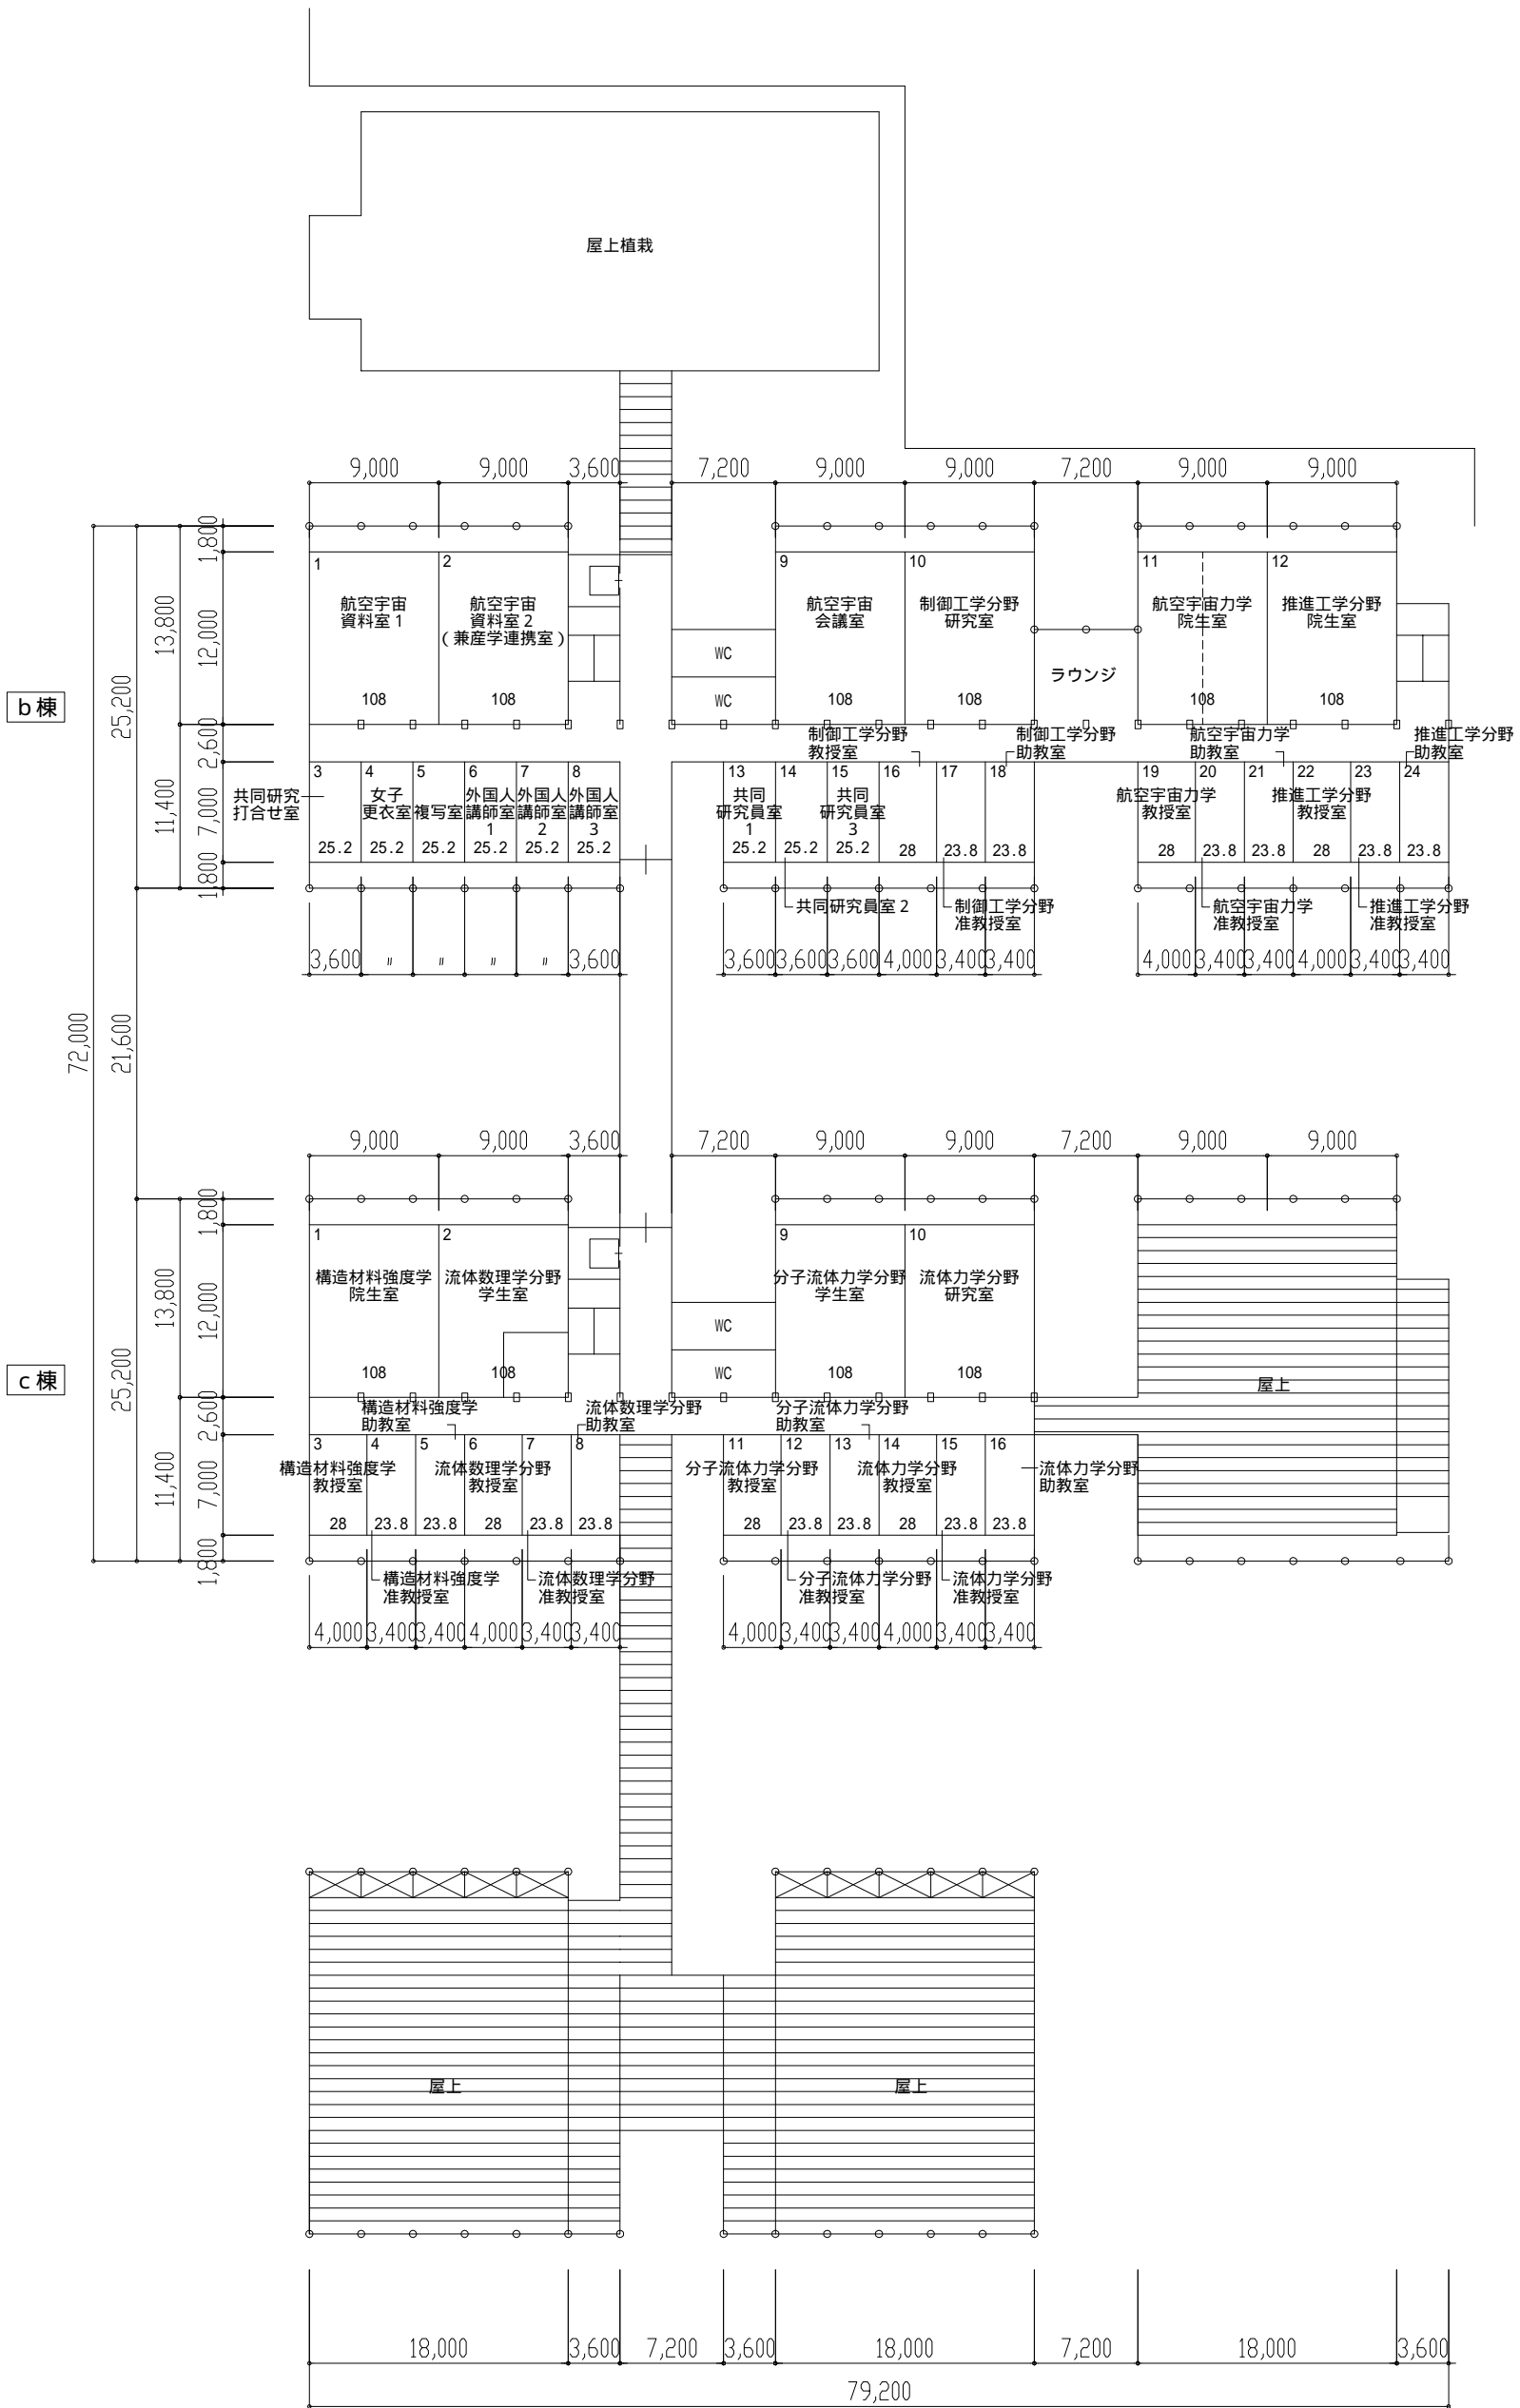 屋上植栽
9,000
9,000
3,600
7,200
9,000
9,000
7,200
9,000
9,000
b棟
72,000
25,200
21,600
25,200
13,800
11,400
1,800
12,000
2,600
7,000
1,800
1
航空宇宙
資料室1
108
2
航空宇宙
資料室2
(兼産学連携室)
108
WC
WC
9
航空宇宙
会議室
108
10
制御工学分野
研究室
108
ラウンジ
11
航空宇宙力学
院生室
108
12
推進工学分野
院生室
108
制御工学分野
教授室
制御工学分野
助教室
航空宇宙力学
助教室
推進工学分野
助教室
共同研究
打合せ室
3
25.2
4
女子
更衣室
25.2
5
複写室
25.2
6
外国人
講師室
1
25.2
7
外国人
講師室
2
25.2
8
外国人
講師室
3
25.2
13
共同
研究員室
1
25.2
14
25.2
15
共同
研究員室
3
25.2
16
28
17
23.8
18
23.8
19
航空宇宙力学
教授室
28
20
23.8
21
23.8
22
推進工学分野
教授室
28
23
23.8
24
23.8
共同研究員室2
制御工学分野
准教授室
航空宇宙力学
准教授室
推進工学分野
准教授室
3,600
〃
〃
〃
〃
3,600
3,600
3,600
3,600
4,000
3,400
3,400
4,000
3,400
3,400
4,000
3,400
3,400
9,000
9,000
3,600
7,200
9,000
9,000
7,200
9,000
9,000
c棟
13,800
11,400
1,800
12,000
2,600
7,000
1,800
1
構造材料強度学
院生室
108
2
流体数理学分野
学生室
108
WC
WC
9
分子流体力学分野
学生室
108
10
流体力学分野
研究室
108
屋上
構造材料強度学
助教室
流体数理学分野
助教室
分子流体力学分野
助教室
3
構造材料強度学
教授室
28
4
23.8
5
23.8
6
流体数理学分野
教授室
28
7
23.8
8
23.8
11
分子流体力学分野
教授室
28
12
23.8
13
23.8
14
流体力学分野
教授室
28
15
23.8
16
23.8
流体力学分野
助教室
構造材料強度学
准教授室
流体数理学分野
准教授室
分子流体力学分野
准教授室
流体力学分野
准教授室
4,000
3,400
3,400
4,000
3,400
3,400
4,000
3,400
3,400
4,000
3,400
3,400
屋上
屋上
18,000
3,600
7,200
3,600
18,000
7,200
18,000
3,600
79,200